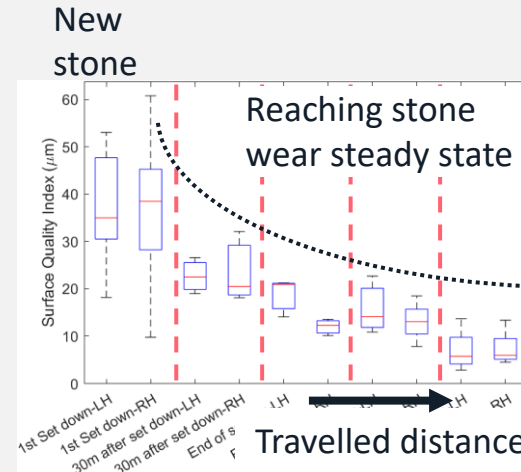 New
stone
Reaching stone
wear steady state
Surface Quality Index (μm)
60
50
40
30
20
10
0
1st Set down-LH
1st Set down-RH
30m after set down-LH
30m after set down-RH
End of s
LH
RH
LH
RH
LH
RH
Travelled distance